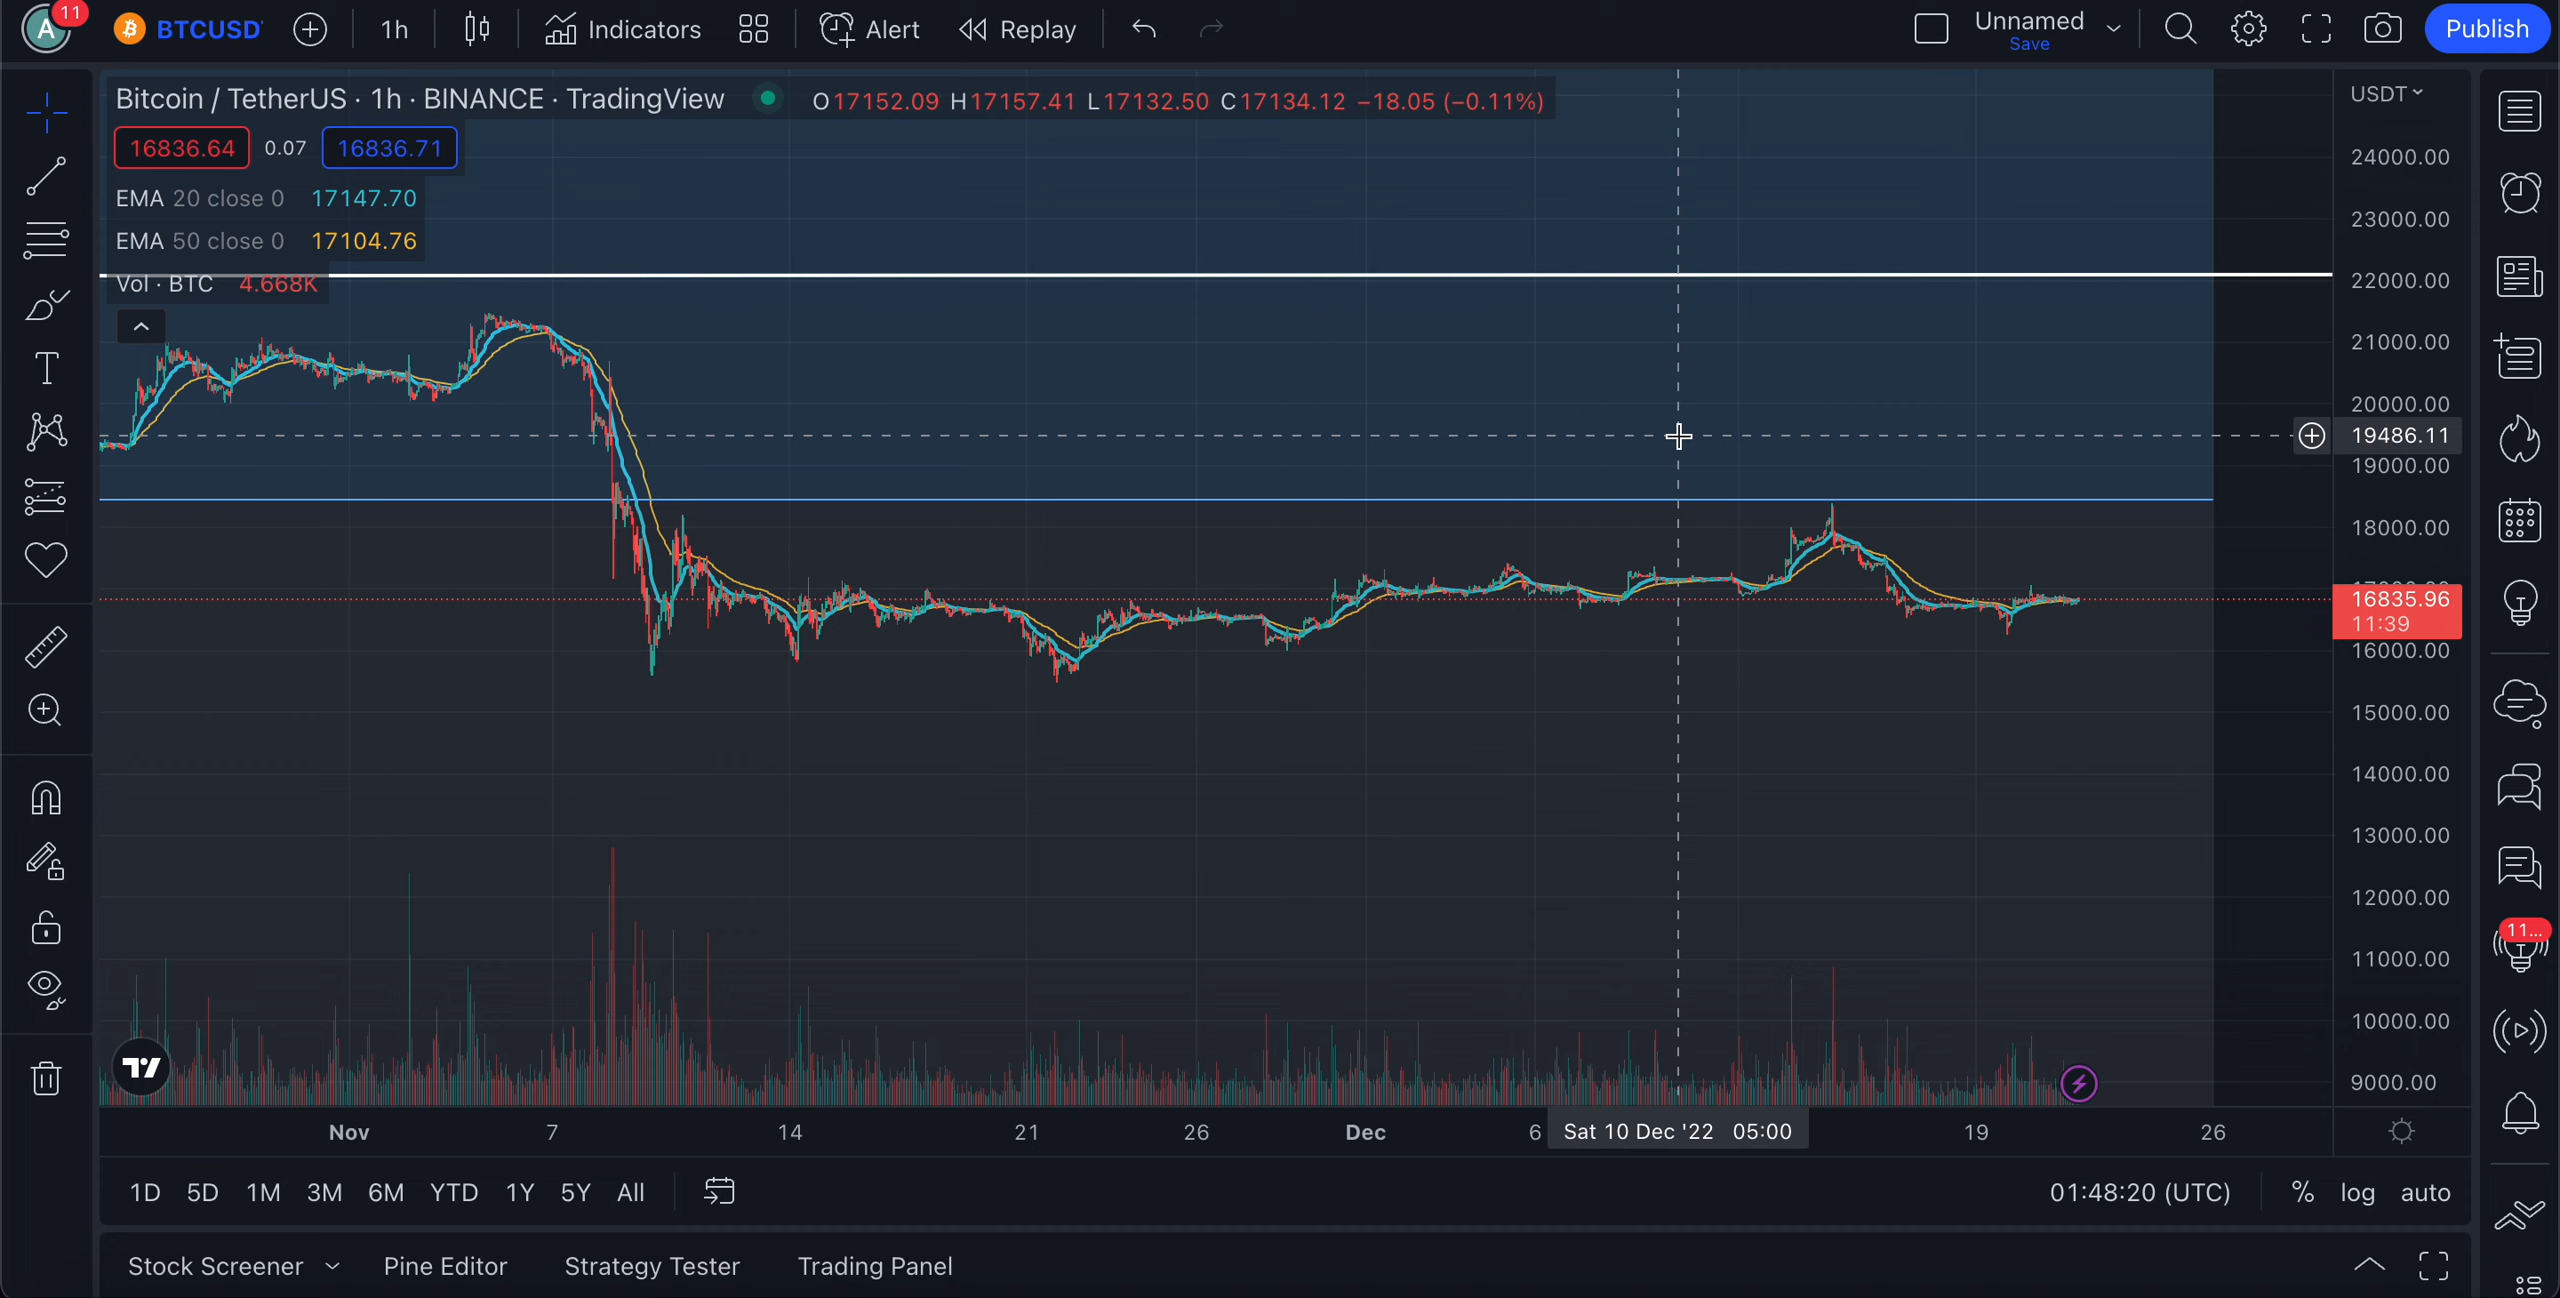 A 11 BTCUSD 1h Indicators Alert Replay Unnamed Save Publish
Bitcoin / TetherUS · 1h · BINANCE · TradingView O17152.09 H17157.41 L17132.50 C17134.12 −18.05 (−0.11%)
USDT
16836.64 0.07 16836.71
EMA 20 close 0 17147.70
EMA 50 close 0 17104.76
Vol · BTC 4.668K
24000.00
23000.00
22000.00
21000.00
20000.00
19486.11
19000.00
18000.00
16835.96
11:39
16000.00
15000.00
14000.00
13000.00
12000.00
11000.00
10000.00
9000.00
11...
Nov 7 14 21 26 Dec 6 Sat 10 Dec '22 05:00 19 26
1D 5D 1M 3M 6M YTD 1Y 5Y All 01:48:20 (UTC) % log auto
Stock Screener Pine Editor Strategy Tester Trading Panel